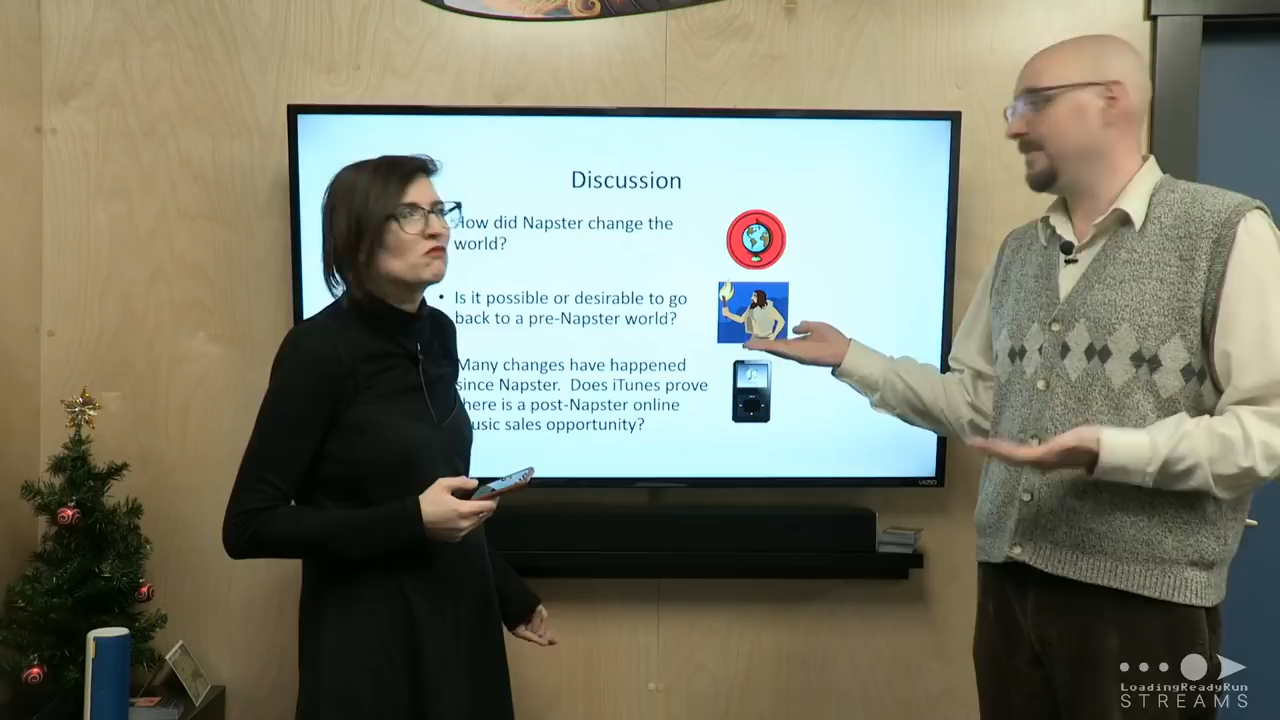 Discussion
How did Napster change the
world?
• Is it possible or desirable to go
back to a pre-Napster world?
Many changes have happened
since Napster. Does iTunes prove
here is a post-Napster online
usic sales opportunity?
VIZIO
LoadingReadyRun
STREAMS